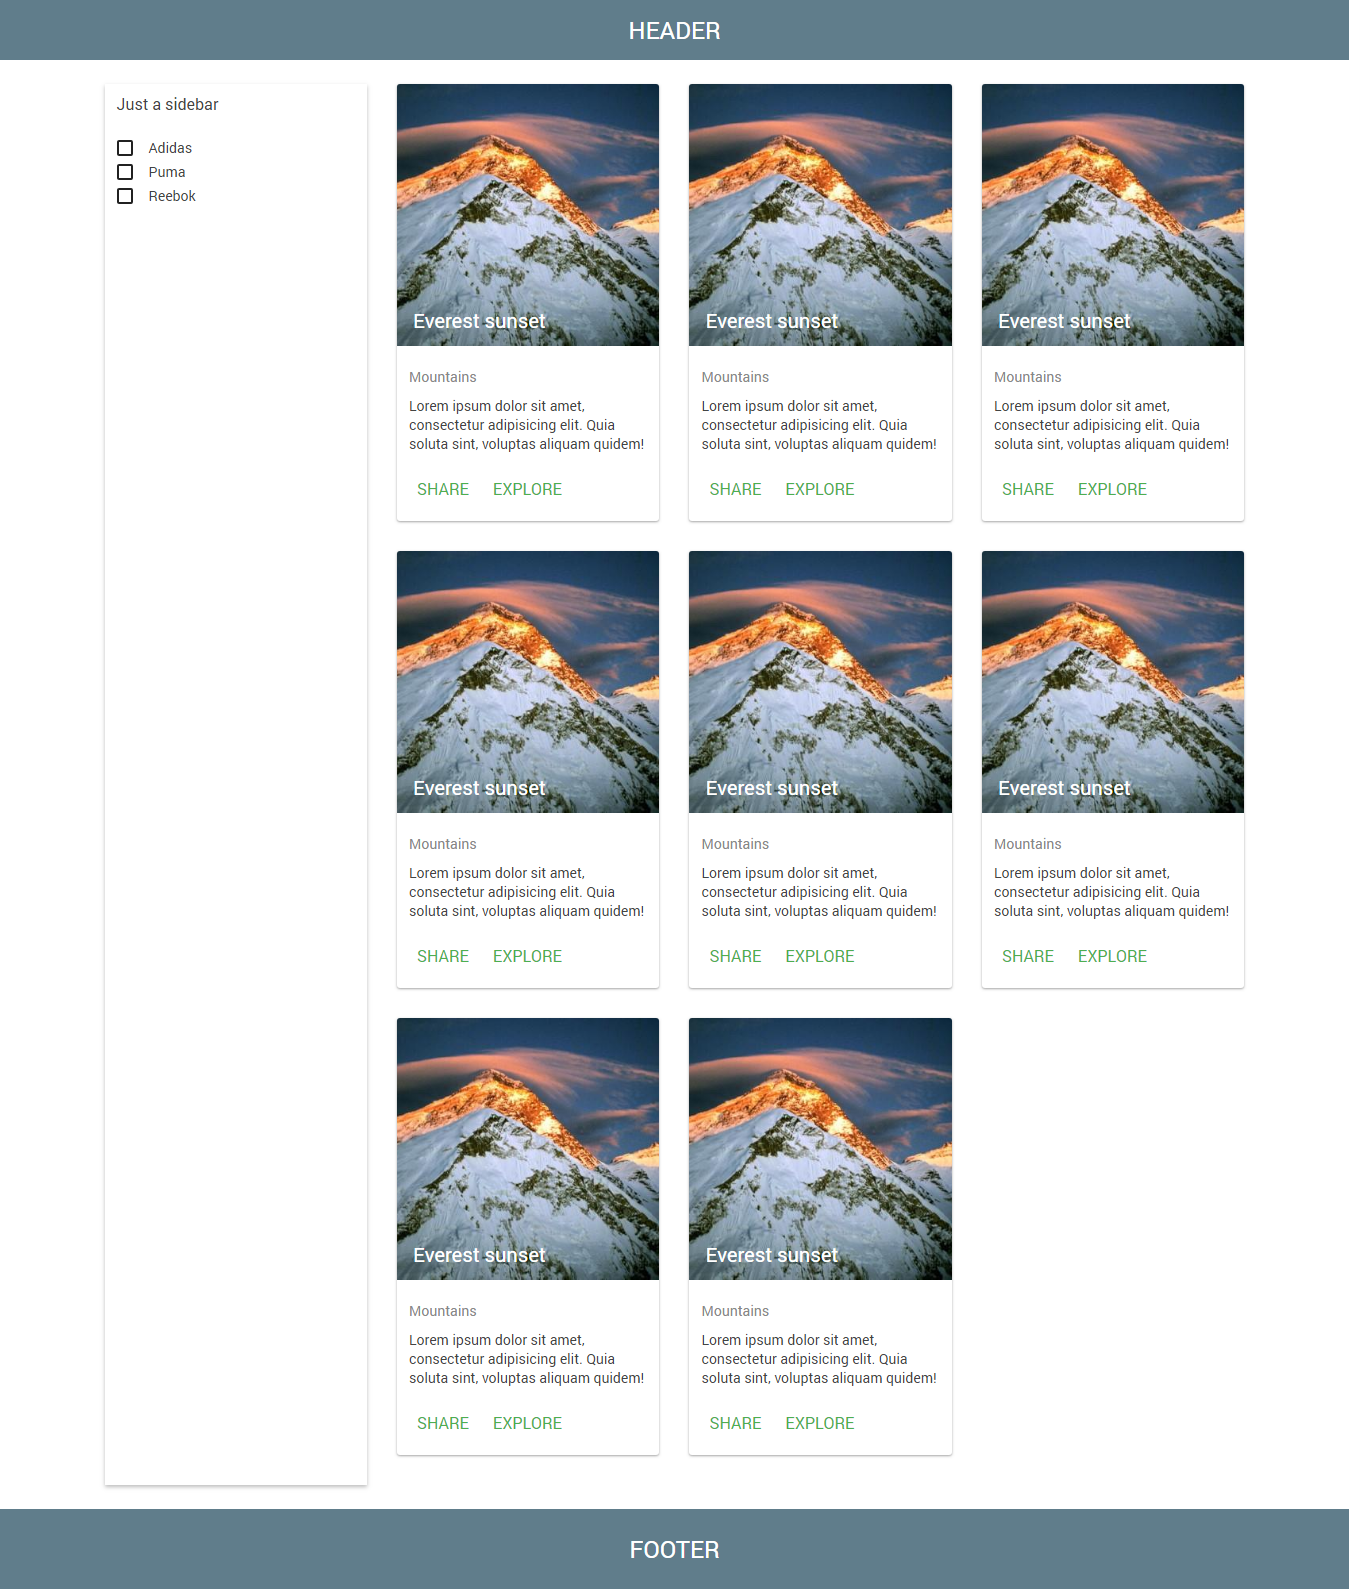 HEADER
Just a sidebar
Adidas
Puma
Reebok
Everest sunset
Mountains
Lorem ipsum dolor sit amet,
consectetur adipisicing elit. Quia
soluta sint, voluptas aliquam quidem!
SHARE EXPLORE
Everest sunset
Mountains
Lorem ipsum dolor sit amet,
consectetur adipisicing elit. Quia
soluta sint, voluptas aliquam quidem!
SHARE EXPLORE
Everest sunset
Mountains
Lorem ipsum dolor sit amet,
consectetur adipisicing elit. Quia
soluta sint, voluptas aliquam quidem!
SHARE EXPLORE
Everest sunset
Mountains
Lorem ipsum dolor sit amet,
consectetur adipisicing elit. Quia
soluta sint, voluptas aliquam quidem!
SHARE EXPLORE
Everest sunset
Mountains
Lorem ipsum dolor sit amet,
consectetur adipisicing elit. Quia
soluta sint, voluptas aliquam quidem!
SHARE EXPLORE
Everest sunset
Mountains
Lorem ipsum dolor sit amet,
consectetur adipisicing elit. Quia
soluta sint, voluptas aliquam quidem!
SHARE EXPLORE
Everest sunset
Mountains
Lorem ipsum dolor sit amet,
consectetur adipisicing elit. Quia
soluta sint, voluptas aliquam quidem!
SHARE EXPLORE
Everest sunset
Mountains
Lorem ipsum dolor sit amet,
consectetur adipisicing elit. Quia
soluta sint, voluptas aliquam quidem!
SHARE EXPLORE
FOOTER